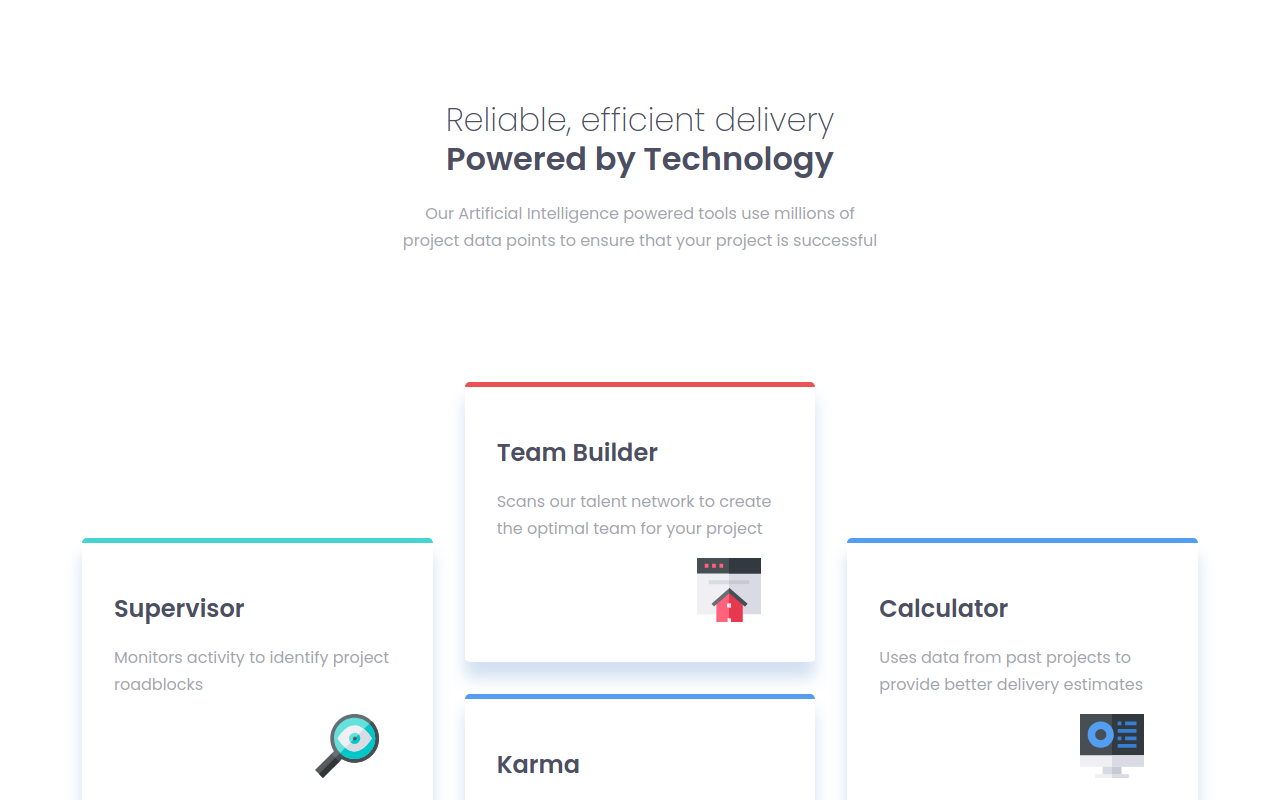 Reliable, efficient delivery
Powered by Technology
Our Artificial Intelligence powered tools use millions of
project data points to ensure that your project is successful
Team Builder
Scans our talent network to create
the optimal team for your project
Supervisor
Monitors activity to identify project
roadblocks
Karma
Calculator
Uses data from past projects to
provide better delivery estimates